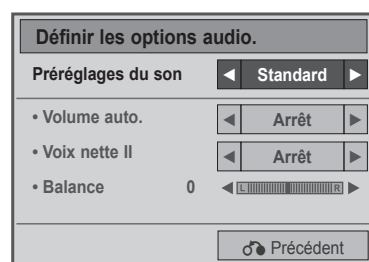 Définir les options audio.
Préréglages du son ◀ Standard ▶
• Volume auto. ◀ Arrêt ▶
• Voix nette II ◀ Arrêt ▶
• Balance 0 ◀ L R ▶
Précédent